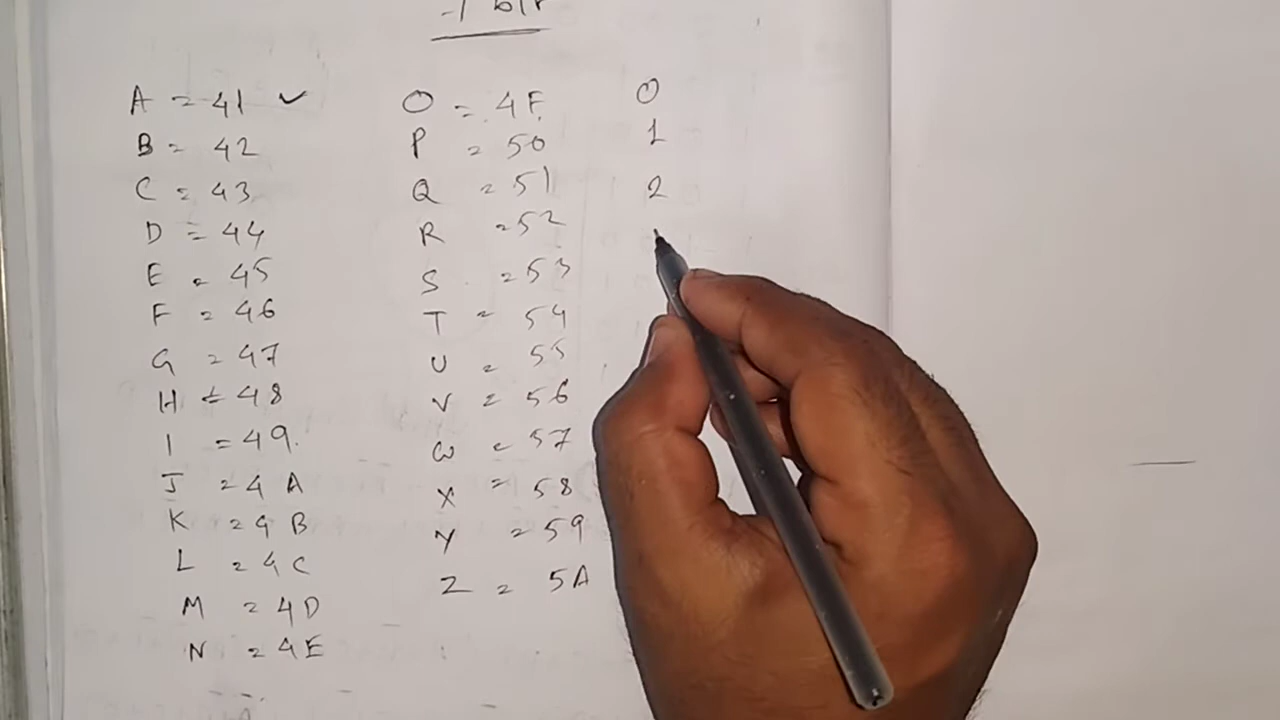 A = 41 ✓
B = 42
C = 43
D = 44
E = 45
F = 46
G = 47
H = 48
I = 49.
J = 4A
K = 4B
L = 4C
M = 4D
N = 4E
O = 4F
P = 50
Q = 51
R = 52
S = 53
T = 54
U = 55
V = 56
W = 57
X = 58
Y = 59
Z = 5A
0
1
2